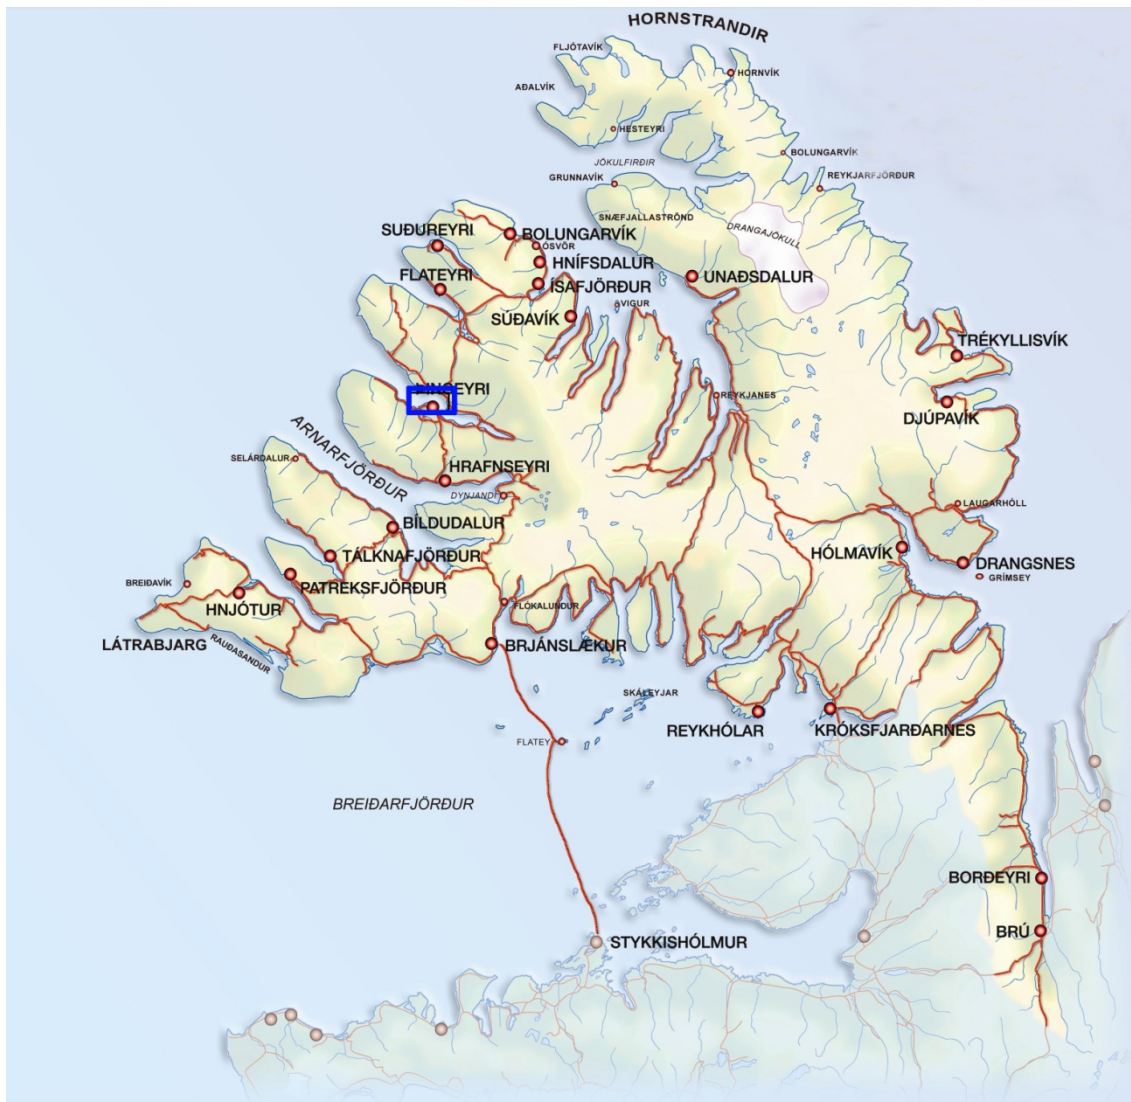 HORNSTRANDIR
FLJÓTAVÍK
HORNVÍK
AÐALVÍK
HESTEYRI
BOLUNGARVÍK
JÖKULFIRÐIR
REYKJARFJÖRÐUR
GRUNNAVÍK
SNÆFJALLASTRÖND
SUÐUREYRI
BOLUNGARVÍK
DRANGAJÖKULL
ÓSVÖR
HNÍFSDALUR
FLATEYRI
UNAÐSDALUR
ÍSAFJÖRÐUR
VIGUR
SÚÐAVÍK
TRÉKYLLISVÍK
ÞINGEYRI
REYKJANES
DJÚPAVÍK
ARNARFJÖRÐUR
SELÁRDALUR
HRAFNSEYRI
DYNJANDI
LAUGARHÓLL
BÍLDUDALUR
HÓLMAVÍK
TÁLKNAFJÖRÐUR
DRANGSNES
GRÍMSEY
BREIÐAVÍK
PATREKSFJÖRÐUR
HNJÓTUR
FLÓKALUNDUR
LÁTRABJARG
RAUÐASANDUR
BRJÁNSLÆKUR
SKÁLEYJAR
REYKHÓLAR
KRÓKSFJARÐARNES
FLATEY
BREIÐARFJÖRÐUR
BORÐEYRI
BRÚ
STYKKISHÓLMUR